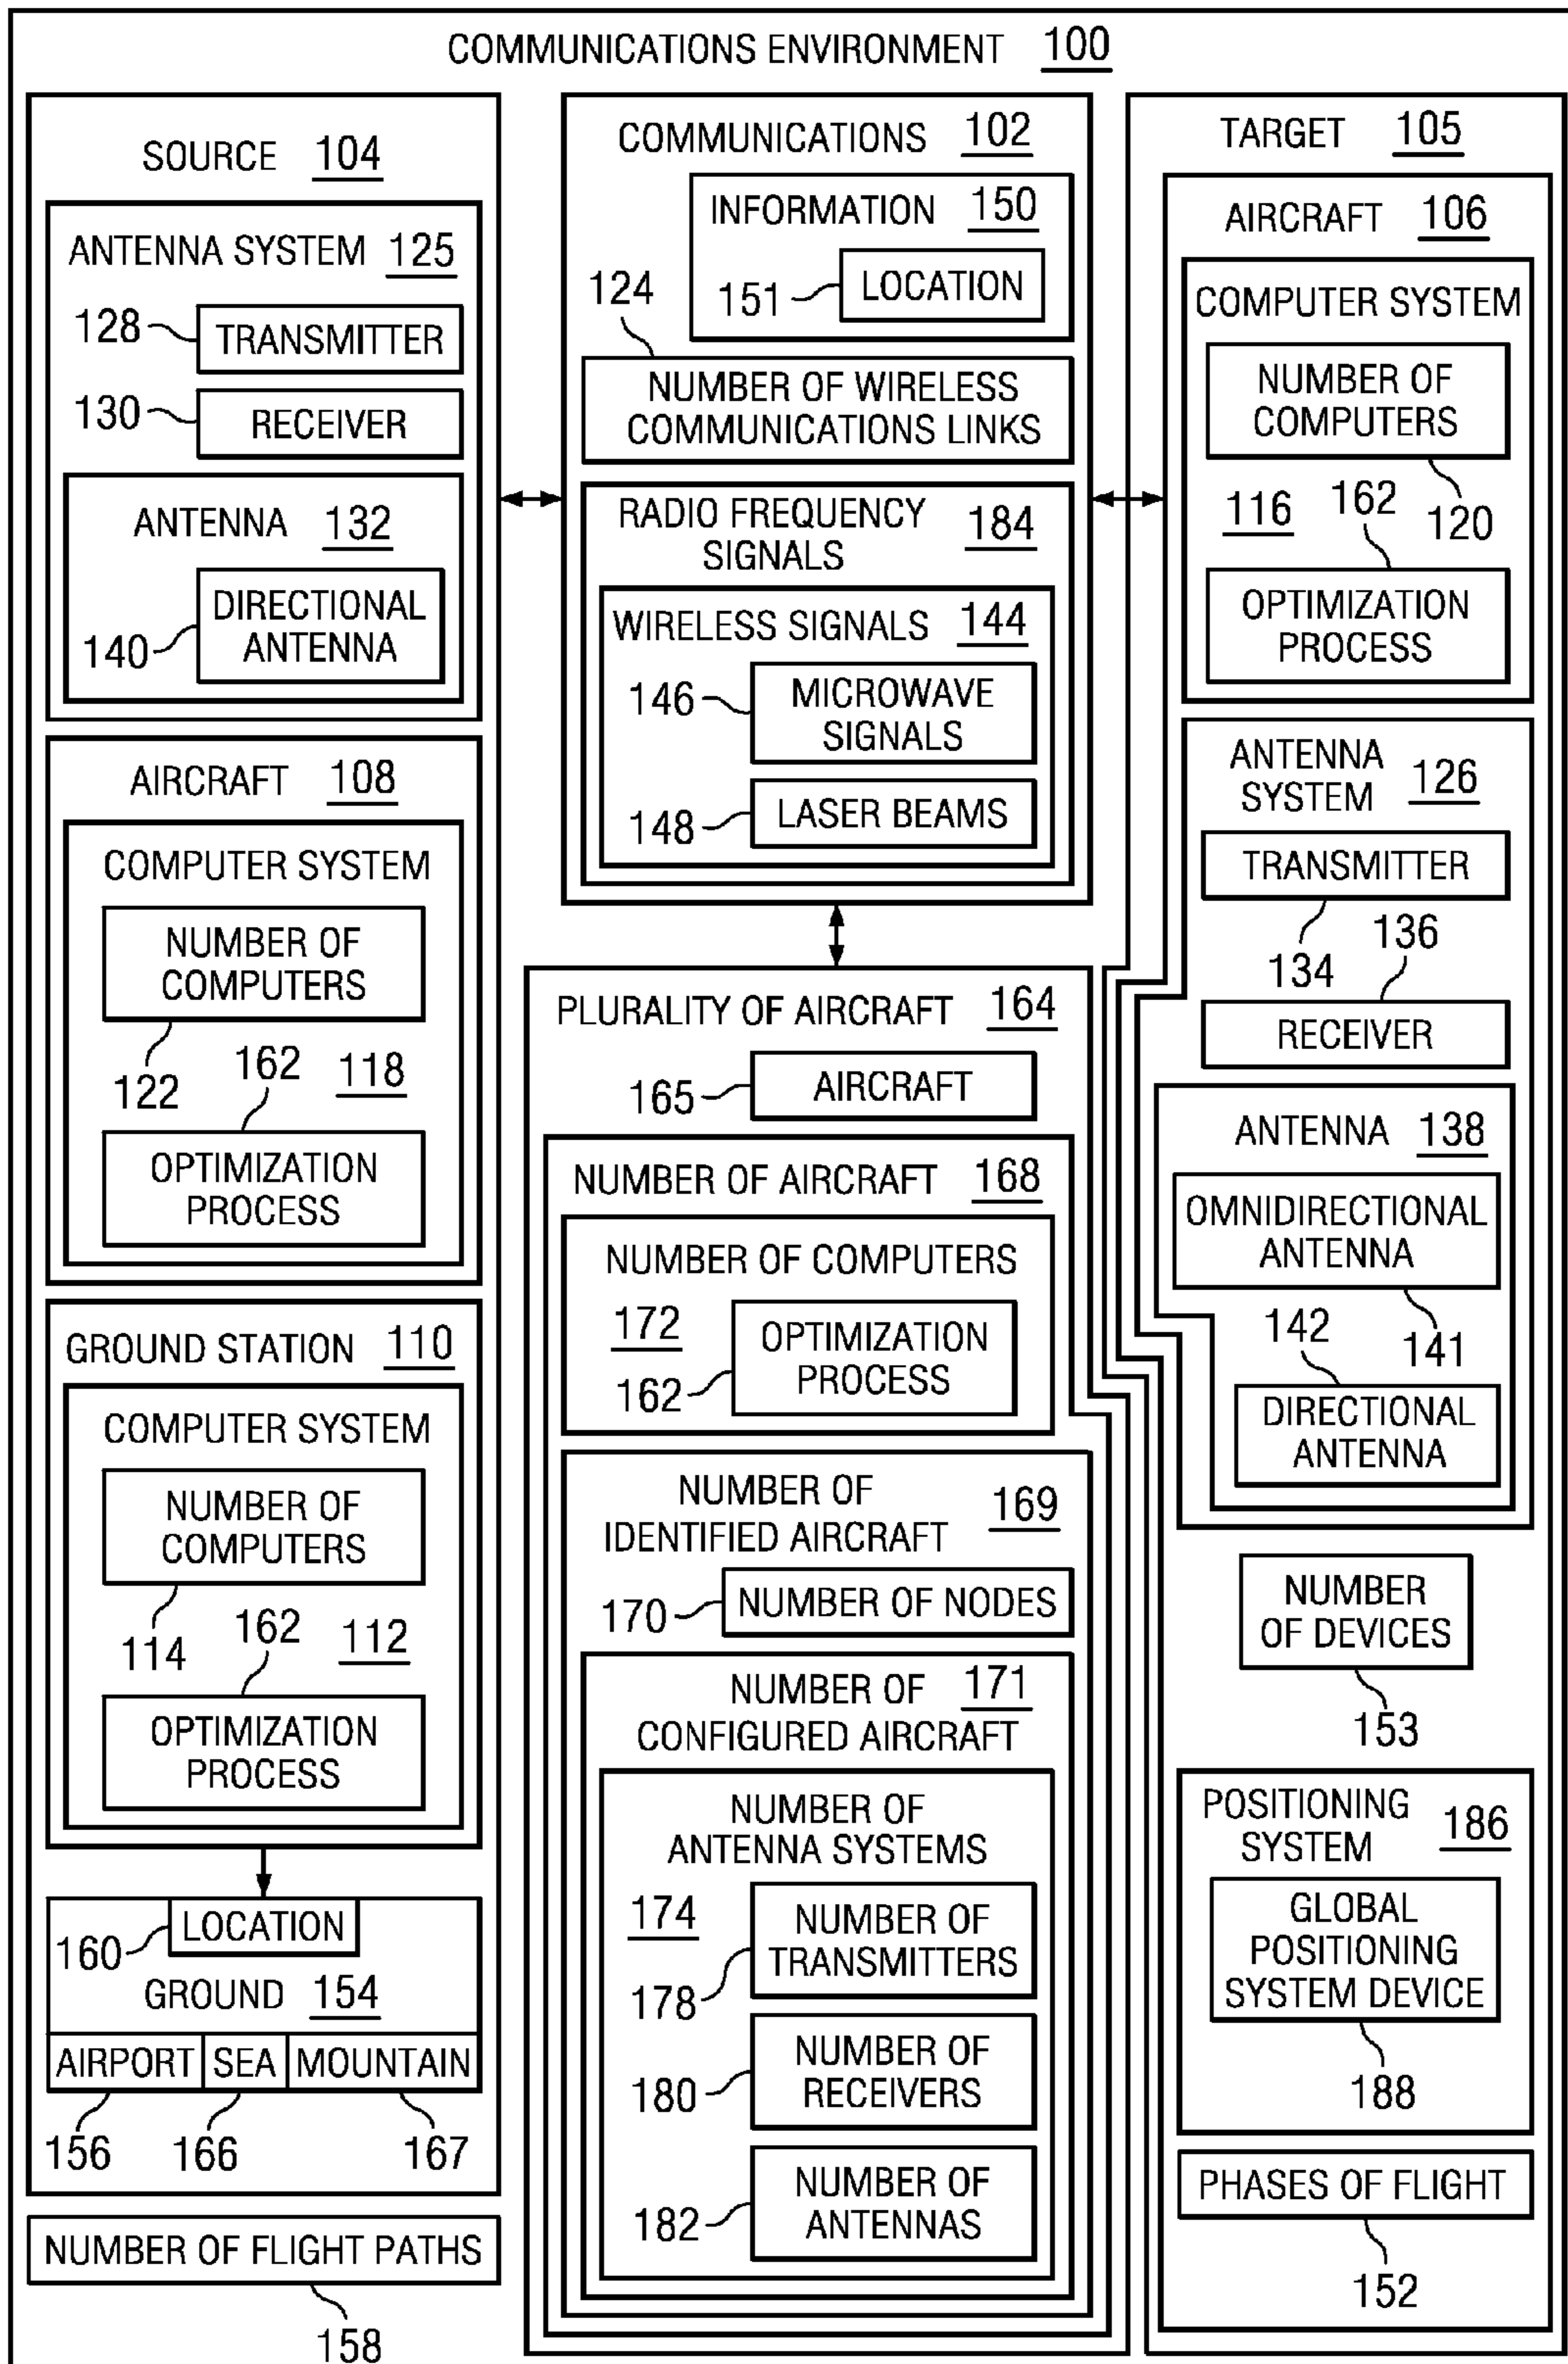 COMMUNICATIONS ENVIRONMENT 100
SOURCE 104
ANTENNA SYSTEM 125
128 TRANSMITTER
130 RECEIVER
ANTENNA 132
DIRECTIONAL
ANTENNA
140
AIRCRAFT 108
COMPUTER SYSTEM
NUMBER OF
COMPUTERS
122
162
118
OPTIMIZATION
PROCESS
GROUND STATION 110
COMPUTER SYSTEM
NUMBER OF
COMPUTERS
114
162
112
OPTIMIZATION
PROCESS
LOCATION
160
GROUND 154
AIRPORT SEA MOUNTAIN
156 166 167
NUMBER OF FLIGHT PATHS
158
COMMUNICATIONS 102
INFORMATION 150
151 LOCATION
124
NUMBER OF WIRELESS
COMMUNICATIONS LINKS
RADIO FREQUENCY
SIGNALS
184
WIRELESS SIGNALS 144
146
MICROWAVE
SIGNALS
148 LASER BEAMS
PLURALITY OF AIRCRAFT 164
165 AIRCRAFT
NUMBER OF AIRCRAFT 168
NUMBER OF COMPUTERS
172
OPTIMIZATION
PROCESS
162
NUMBER OF
IDENTIFIED AIRCRAFT
169
170 NUMBER OF NODES
NUMBER OF
CONFIGURED AIRCRAFT
171
NUMBER OF
ANTENNA SYSTEMS
174
NUMBER OF
TRANSMITTERS
178
NUMBER OF
RECEIVERS
180
NUMBER OF
ANTENNAS
182
TARGET 105
AIRCRAFT 106
COMPUTER SYSTEM
NUMBER OF
COMPUTERS
116
162
120
OPTIMIZATION
PROCESS
ANTENNA
SYSTEM
126
TRANSMITTER
134
136
RECEIVER
ANTENNA 138
OMNIDIRECTIONAL
ANTENNA
142
141
DIRECTIONAL
ANTENNA
NUMBER
OF DEVICES
153
POSITIONING
SYSTEM
186
GLOBAL
POSITIONING
SYSTEM DEVICE
188
PHASES OF FLIGHT
152